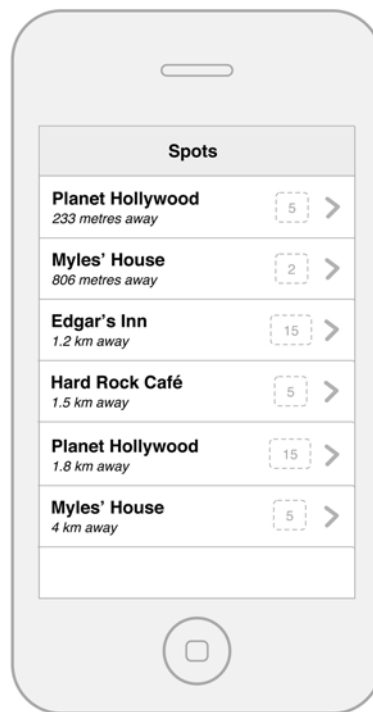 Spots
Planet Hollywood
233 metres away
5
Myles’ House
806 metres away
2
Edgar’s Inn
1.2 km away
15
Hard Rock Café
1.5 km away
5
Planet Hollywood
1.8 km away
15
Myles’ House
4 km away
5